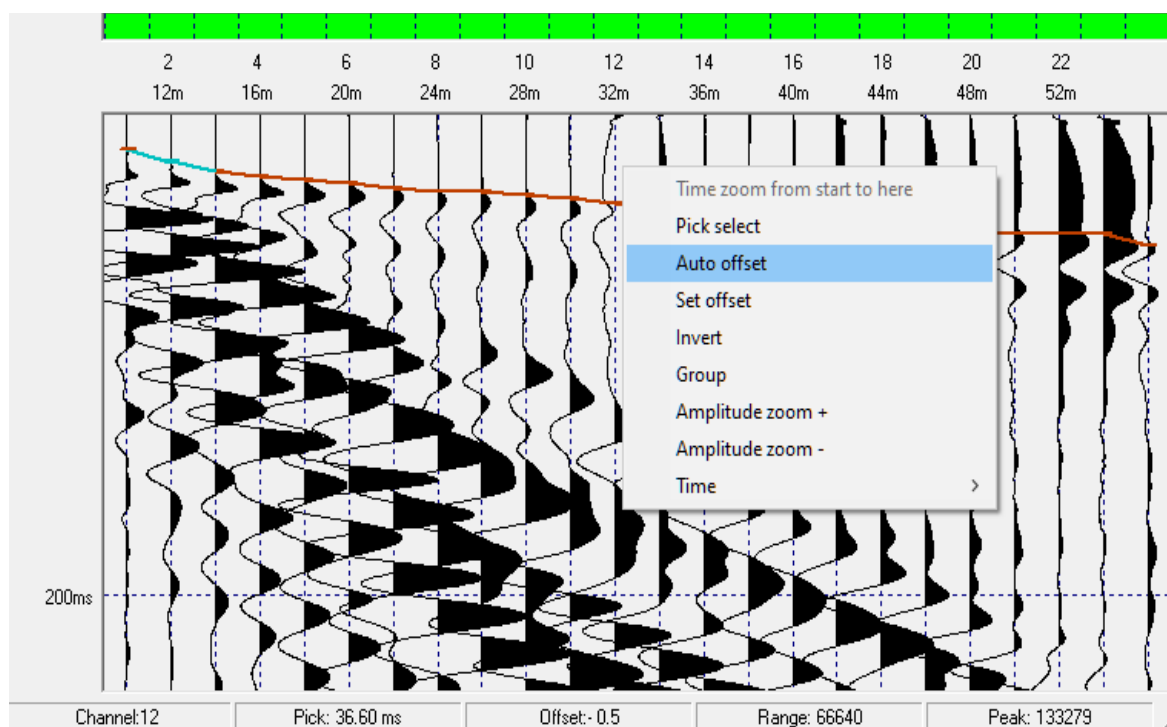 2 4 6 8 10 12 14 16 18 20 22
12m 16m 20m 24m 28m 32m 36m 40m 44m 48m 52m
Time zoom from start to here
Pick select
Auto offset
Set offset
Invert
Group
Amplitude zoom +
Amplitude zoom -
Time
200ms
Channel:12 Pick: 36.60 ms Offset:- 0.5 Range: 66640 Peak: 133279